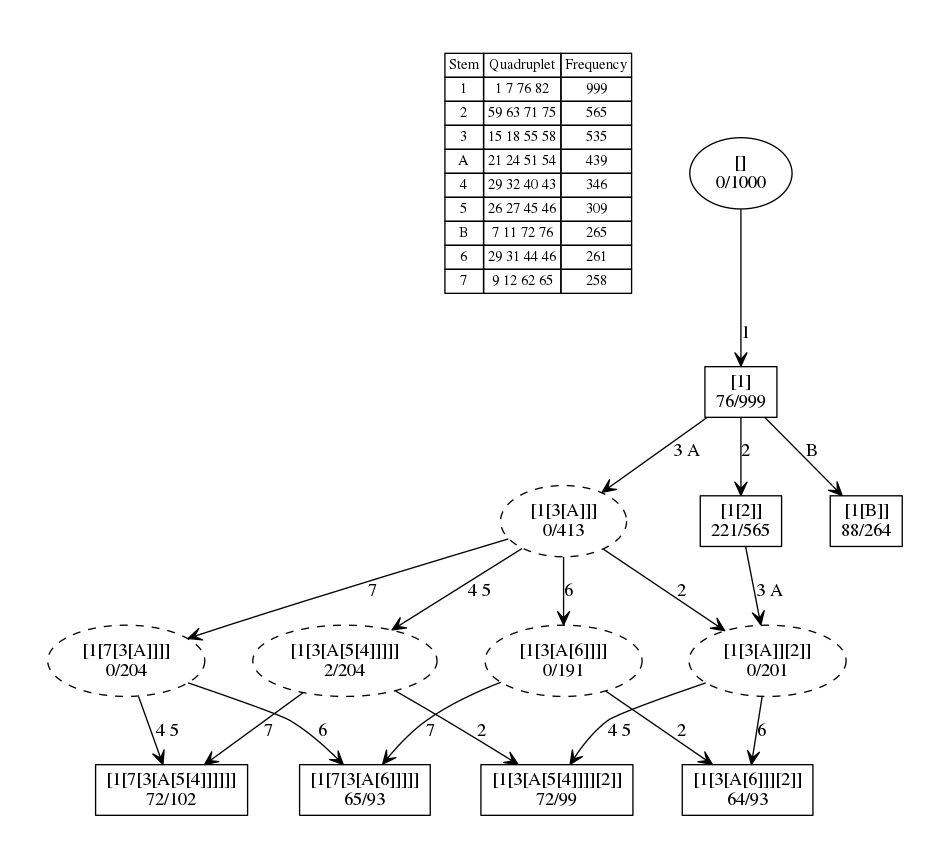 Stem Quadruplet Frequency
1 1 7 76 82 999
2 59 63 71 75 565
3 15 18 55 58 535
A 21 24 51 54 439
4 29 32 40 43 346
5 26 27 45 46 309
B 7 11 72 76 265
6 29 31 44 46 261
7 9 12 62 65 258
[]
0/1000
1
[1]
76/999
3 A
2
B
[1[3[A]]]
0/413
[1[2]]
221/565
[1[B]]
88/264
7
4 5
6
2
3 A
[1[7[3[A]]]]
0/204
[1[3[A[5[4]]]]]
2/204
[1[3[A[6]]]]
0/191
[1[3[A]][2]]
0/201
4 5
7
6
7
2
4 5
2
6
[1[7[3[A[5[4]]]]]]
72/102
[1[7[3[A[6]]]]]
65/93
[1[3[A[5[4]]]][2]]
72/99
[1[3[A[6]]][2]]
64/93